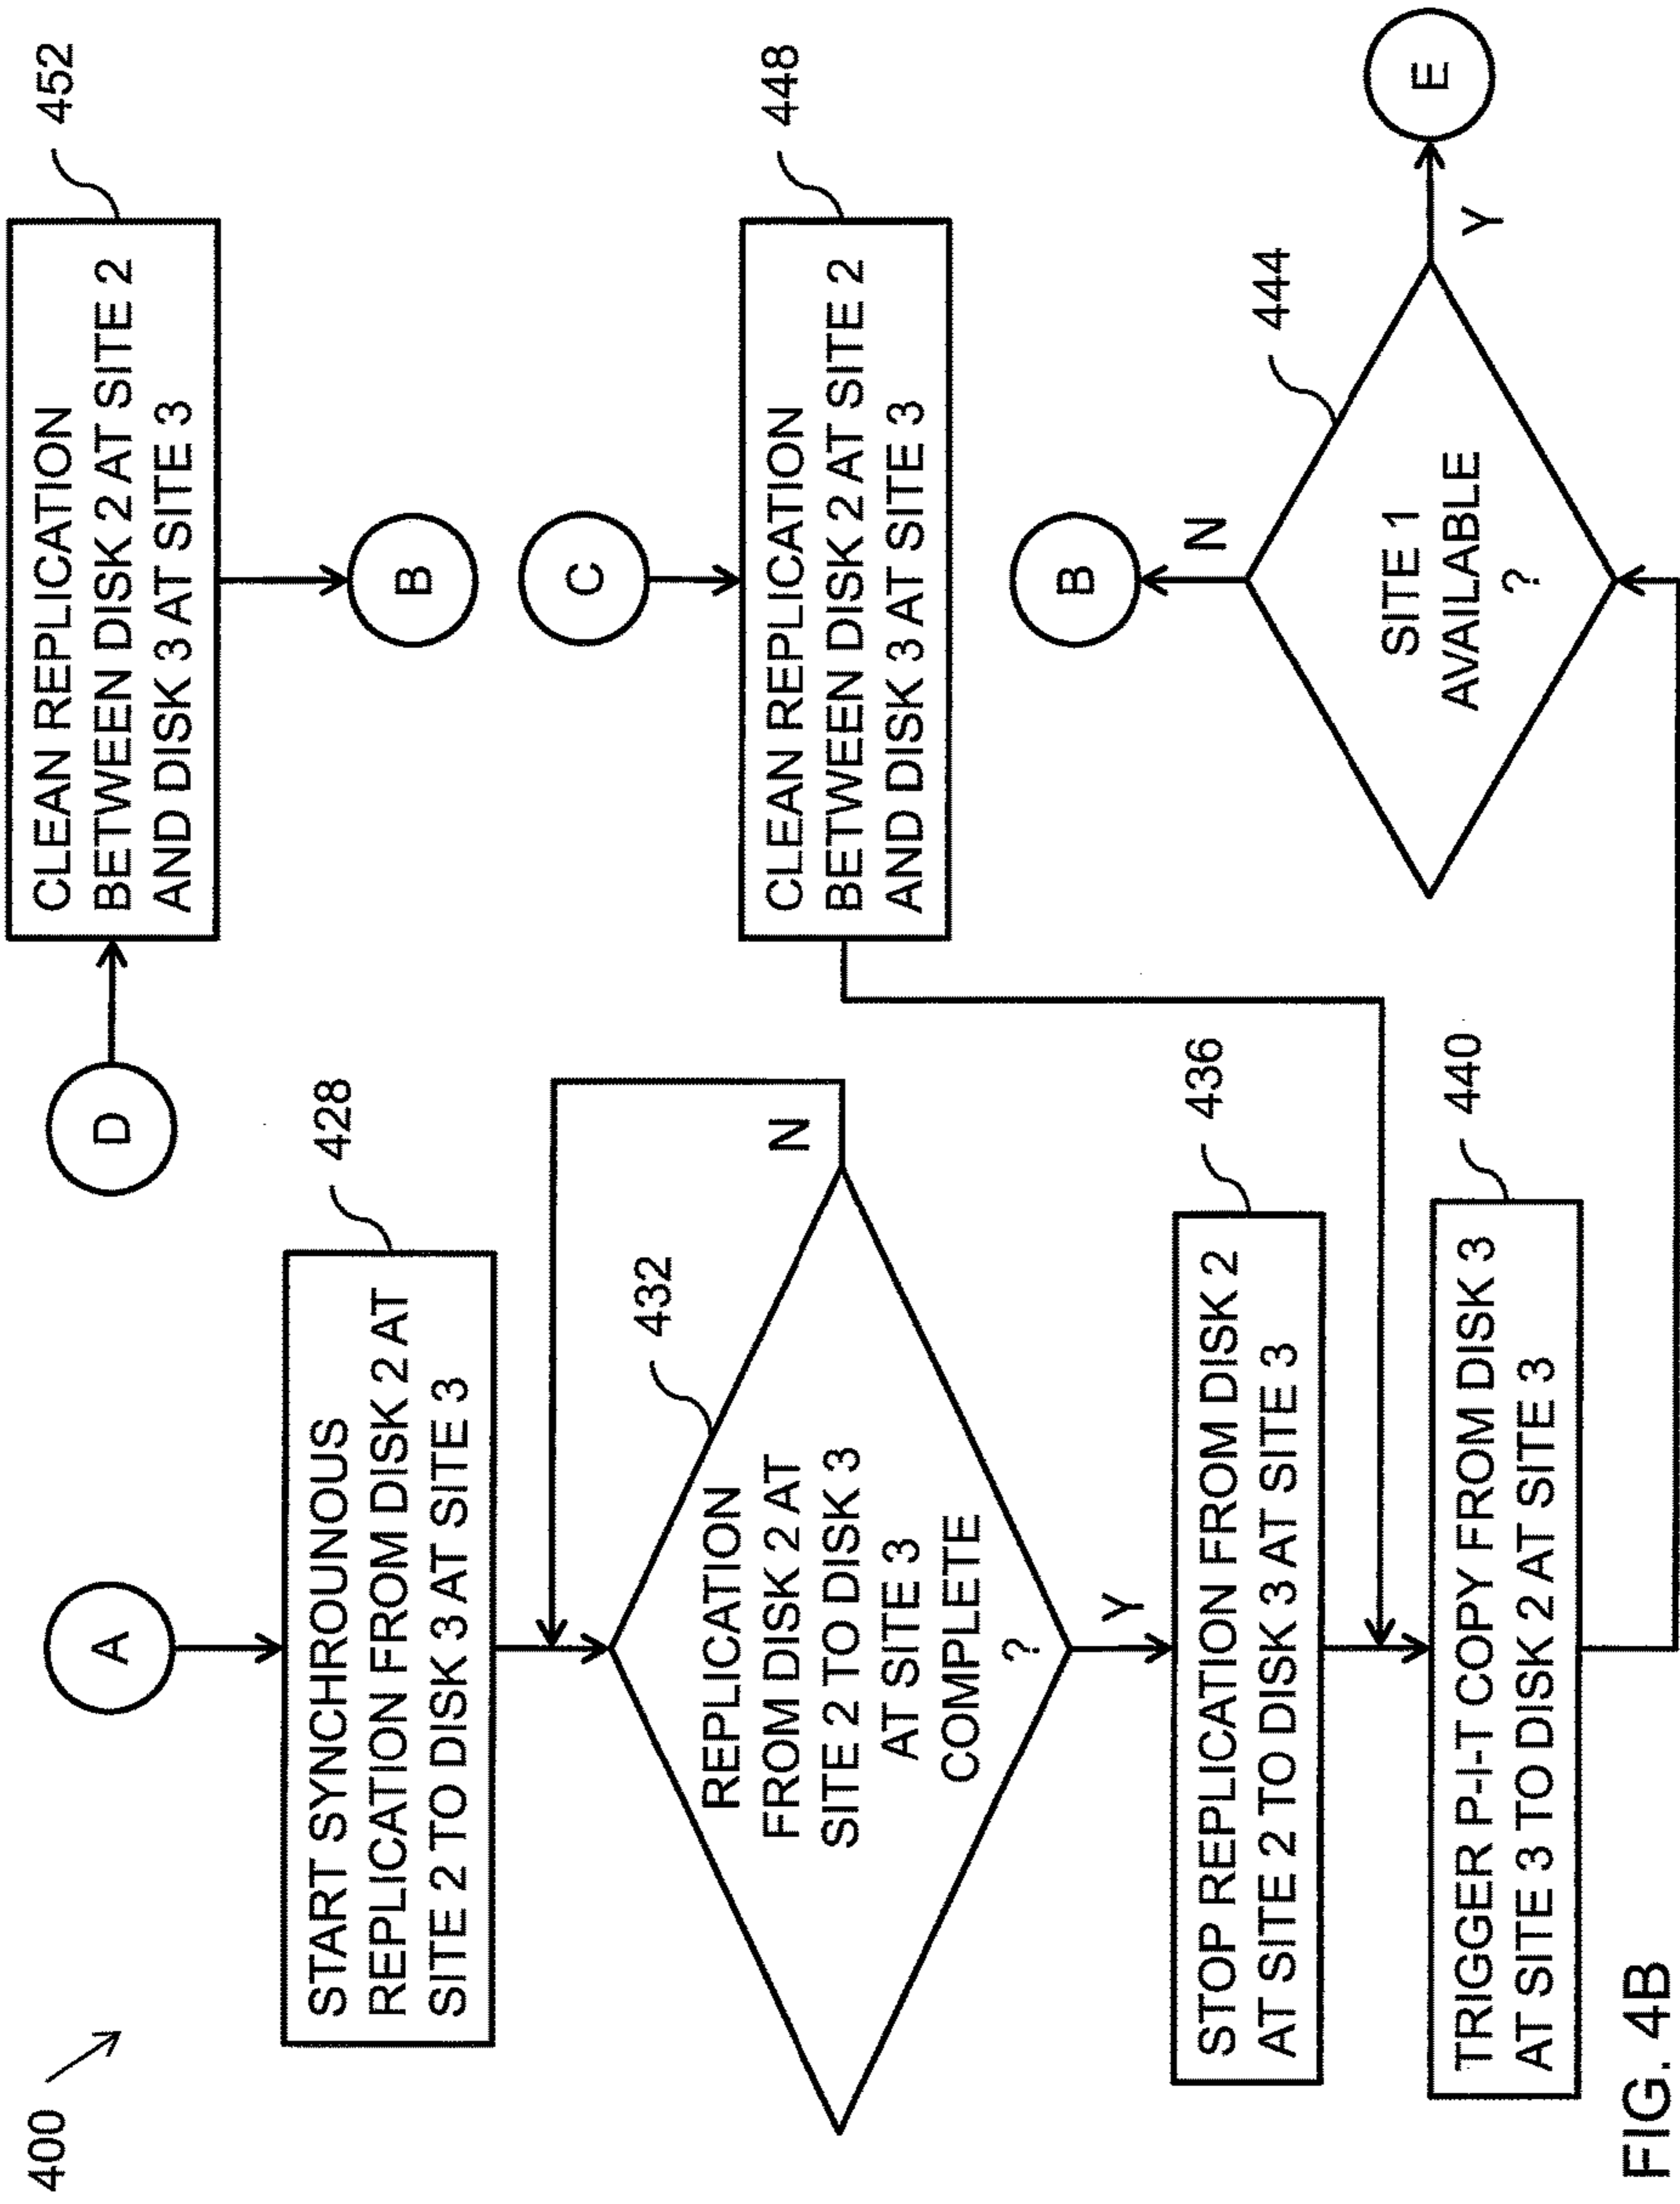 400
A
START SYNCHROUNOUS
REPLICATION FROM DISK 2 AT
SITE 2 TO DISK 3 AT SITE 3
428
REPLICATION
FROM DISK 2 AT
SITE 2 TO DISK 3
AT SITE 3
COMPLETE
?
432
N
Y
STOP REPLICATION FROM DISK 2
AT SITE 2 TO DISK 3 AT SITE 3
436
TRIGGER P-I-T COPY FROM DISK 3
AT SITE 3 TO DISK 2 AT SITE 3
440
D
CLEAN REPLICATION
BETWEEN DISK 2 AT SITE 2
AND DISK 3 AT SITE 3
452
B
C
CLEAN REPLICATION
BETWEEN DISK 2 AT SITE 2
AND DISK 3 AT SITE 3
448
B
N
SITE 1
AVAILABLE
?
444
Y
E
FIG. 4B